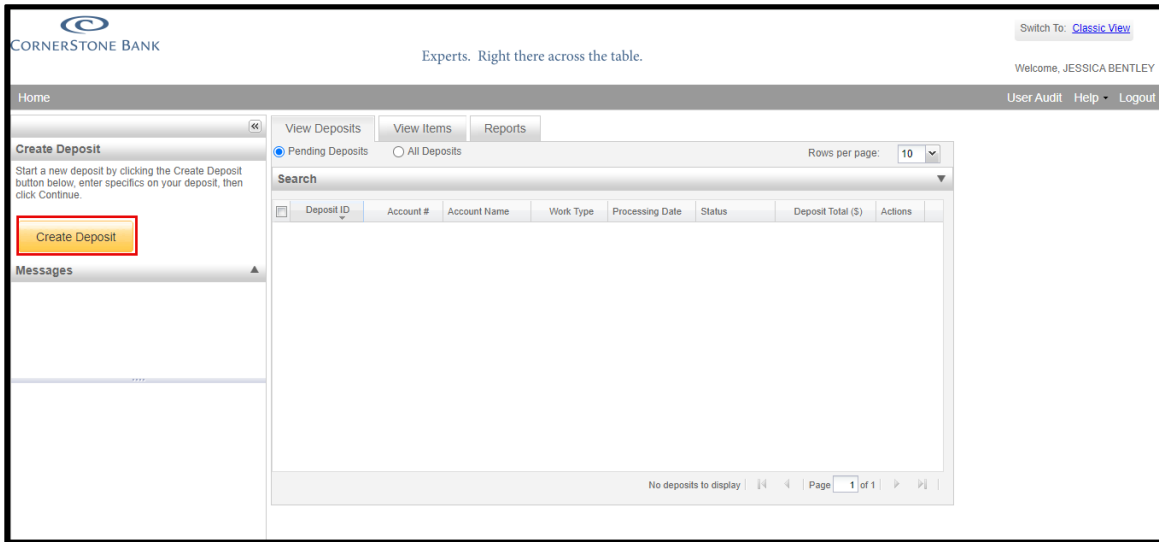 CORNERSTONE BANK
Experts. Right there across the table.
Switch To: Classic View
Welcome, JESSICA BENTLEY
Home
User Audit Help Logout
Create Deposit
Start a new deposit by clicking the Create Deposit
button below, enter specifics on your deposit, then
click Continue.
Create Deposit
Messages
View Deposits View Items Reports
Pending Deposits All Deposits Rows per page: 10
Search
Deposit ID Account # Account Name Work Type Processing Date Status Deposit Total ($) Actions
No deposits to display Page 1 of 1